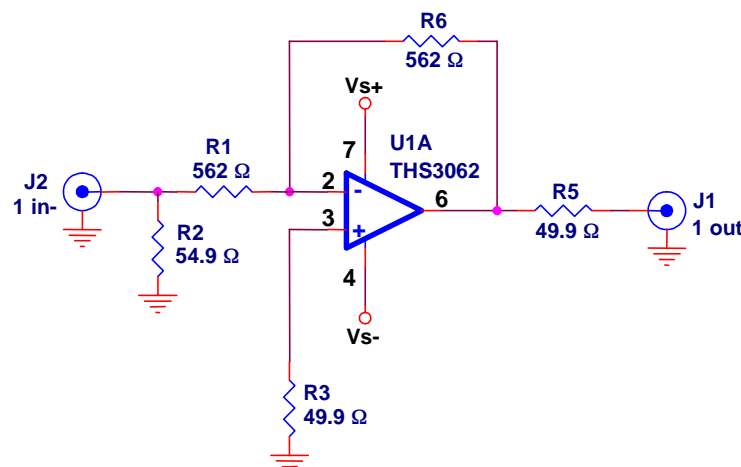 R6
562 Ω
Vs+
U1A
THS3062
7
R1
562 Ω
J2
1 in-
2
-
6
R5
49.9 Ω
J1
1 out
3
+
R2
54.9 Ω
4
Vs-
R3
49.9 Ω